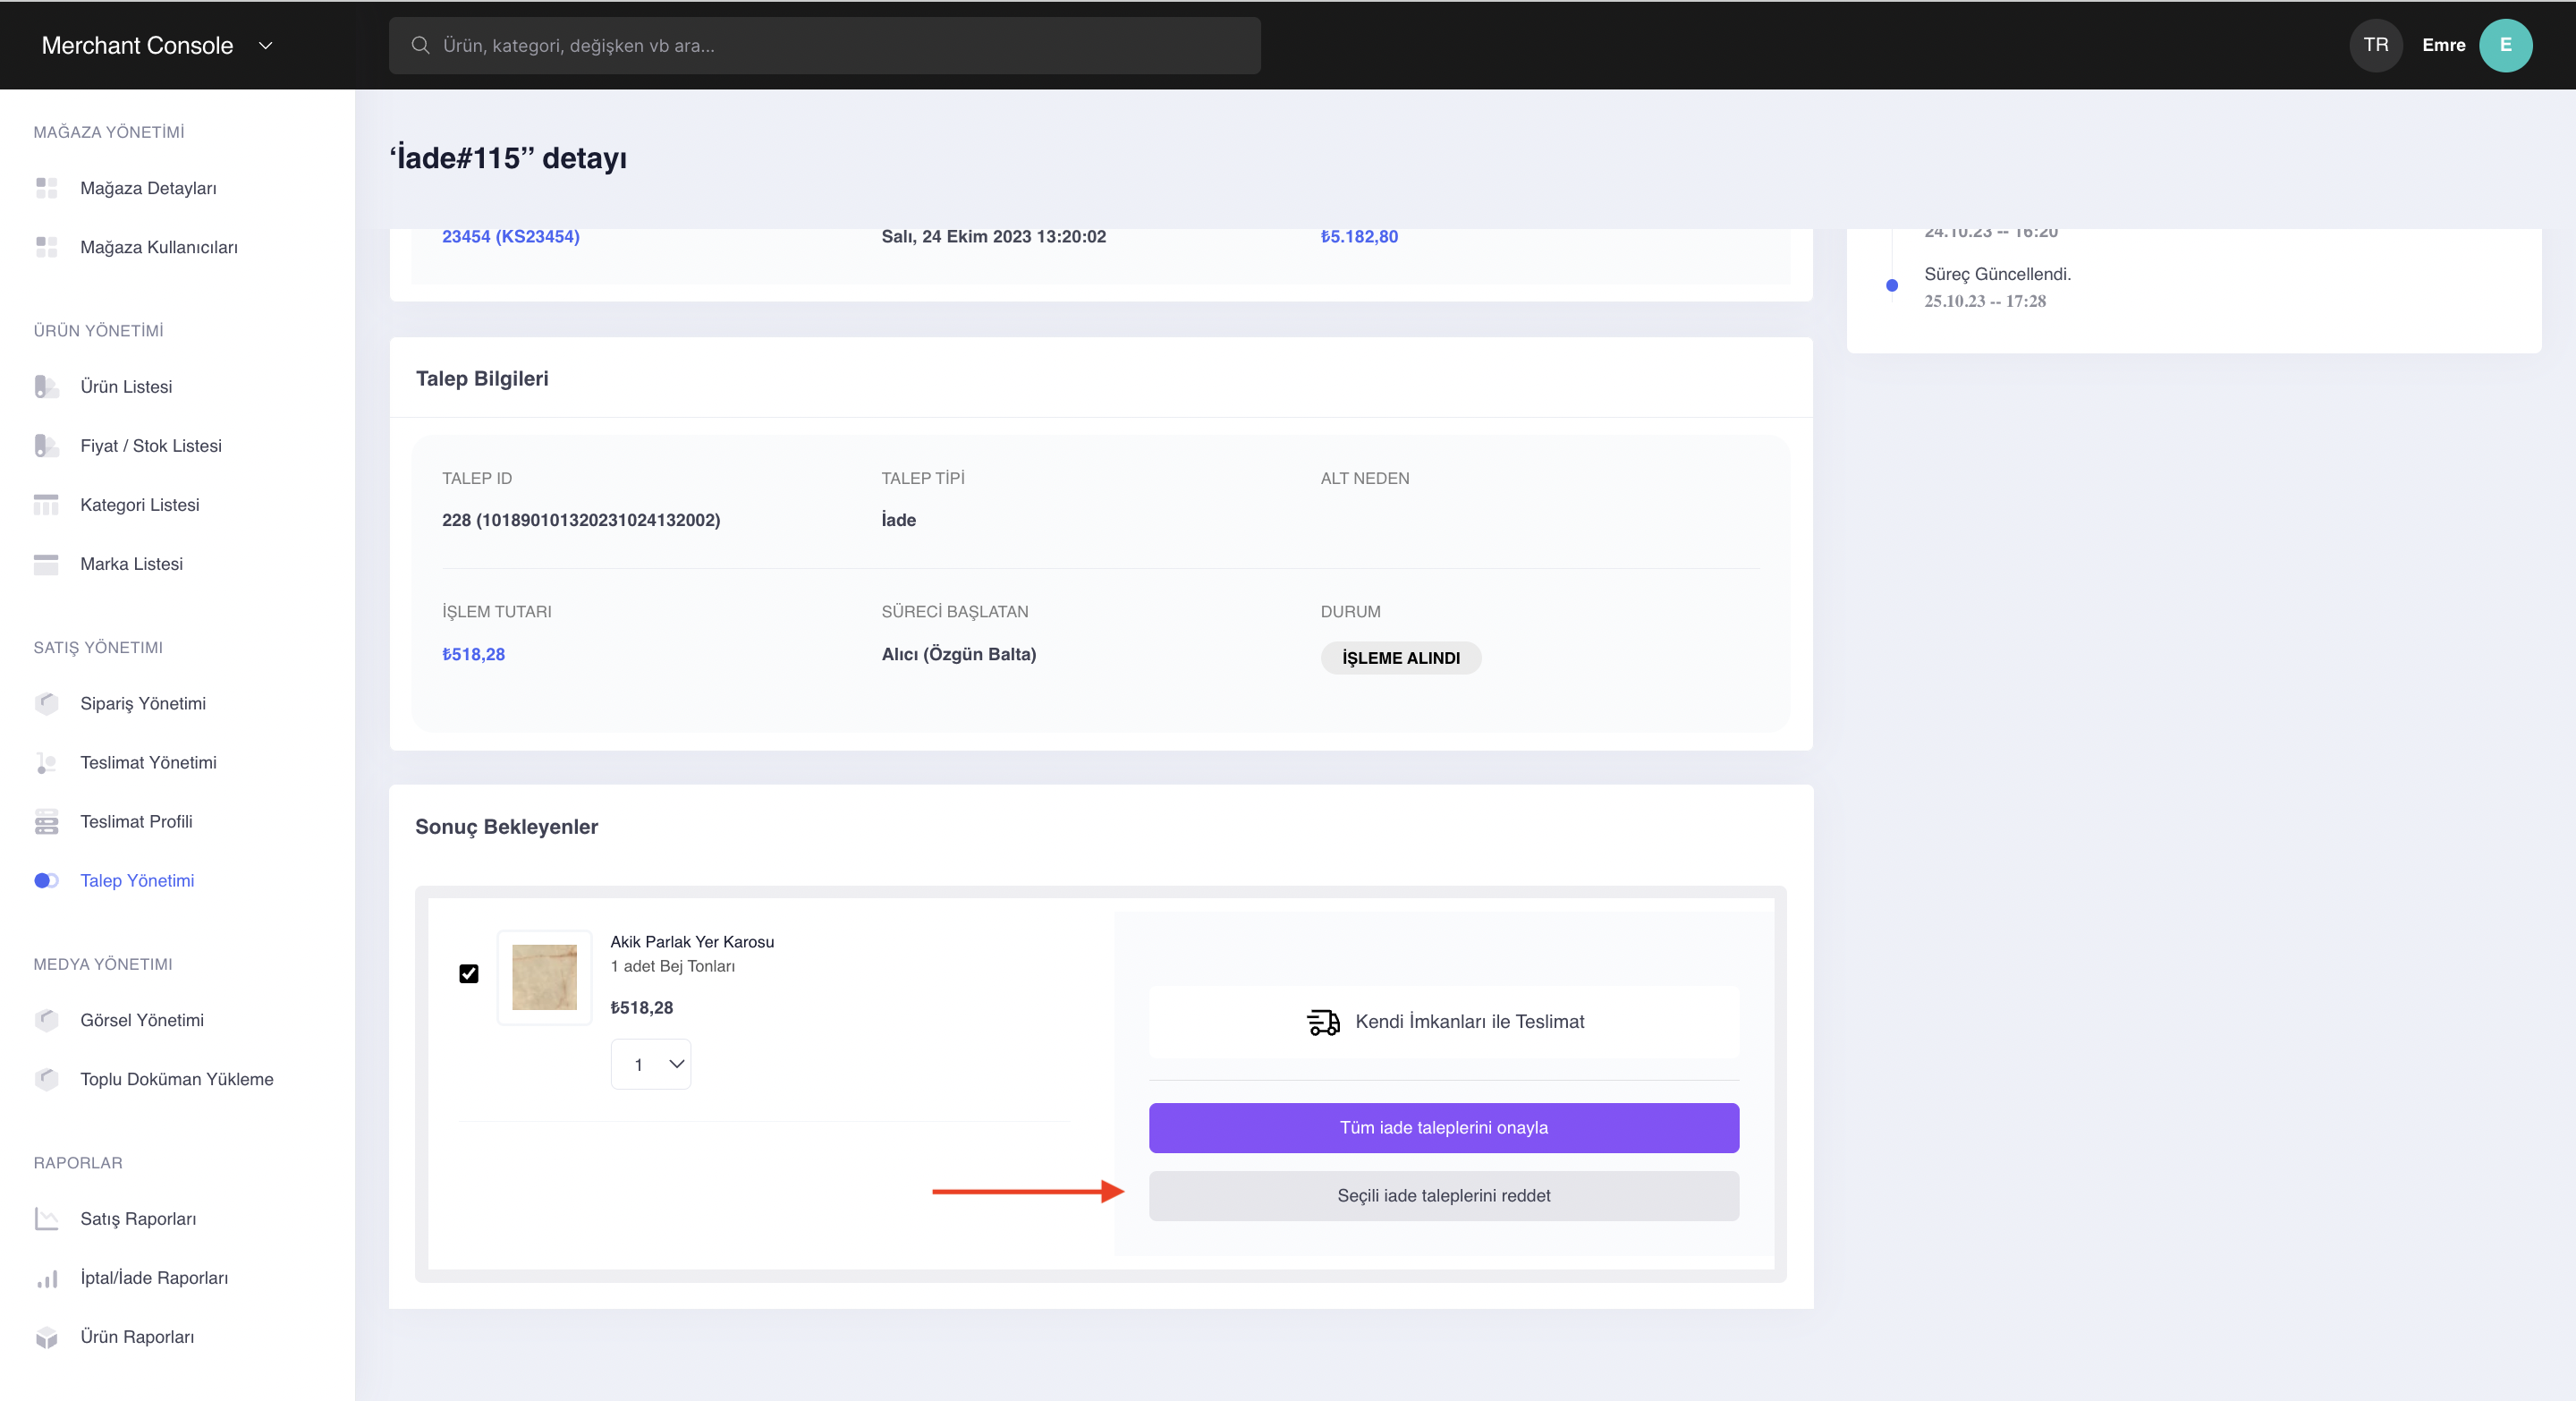 Merchant Console
Ürün, kategori, değişken vb ara...
TR
Emre
E
MAĞAZA YÖNETİMİ
Mağaza Detayları
Mağaza Kullanıcıları
ÜRÜN YÖNETİMİ
Ürün Listesi
Fiyat / Stok Listesi
Kategori Listesi
Marka Listesi
SATIŞ YÖNETIMI
Sipariş Yönetimi
Teslimat Yönetimi
Teslimat Profili
Talep Yönetimi
MEDYA YÖNETIMI
Görsel Yönetimi
Toplu Doküman Yükleme
RAPORLAR
Satış Raporları
İptal/İade Raporları
Ürün Raporları
‘İade#115’’ detayı
23454 (KS23454)
Salı, 24 Ekim 2023 13:20:02
₺5.182,80
24.10.23 -- 16:20
Süreç Güncellendi.
25.10.23 -- 17:28
Talep Bilgileri
TALEP ID
TALEP TİPİ
ALT NEDEN
228 (101890101320231024132002)
İade
İŞLEM TUTARI
SÜRECİ BAŞLATAN
DURUM
₺518,28
Alıcı (Özgün Balta)
İŞLEME ALINDI
Sonuç Bekleyenler
Akik Parlak Yer Karosu
1 adet Bej Tonları
₺518,28
1
Kendi İmkanları ile Teslimat
Tüm iade taleplerini onayla
Seçili iade taleplerini reddet